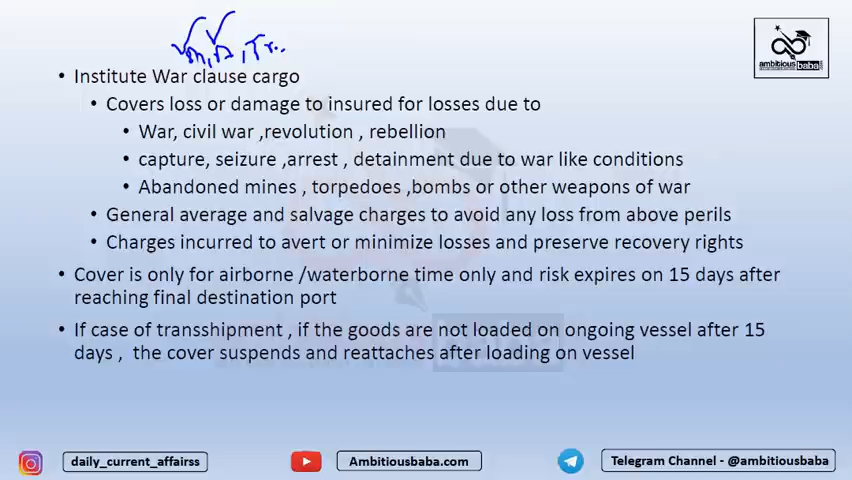 ambitiousbaba
• Institute War clause cargo
• Covers loss or damage to insured for losses due to
• War, civil war ,revolution , rebellion
• capture, seizure ,arrest , detainment due to war like conditions
• Abandoned mines , torpedoes ,bombs or other weapons of war
• General average and salvage charges to avoid any loss from above perils
• Charges incurred to avert or minimize losses and preserve recovery rights
• Cover is only for airborne /waterborne time only and risk expires on 15 days after
reaching final destination port
• If case of transshipment , if the goods are not loaded on ongoing vessel after 15
days , the cover suspends and reattaches after loading on vessel
daily_current_affairss
Ambitiousbaba.com
Telegram Channel - @ambitiousbaba